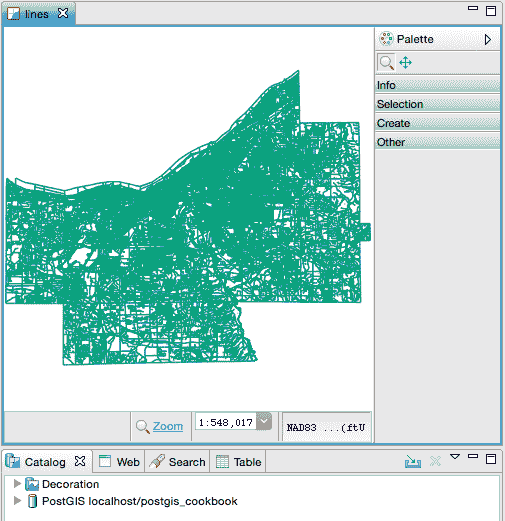 lines
Palette
Info
Selection
Create
Other
Zoom
1:548,017
NAD83 ...(ftU
Catalog
Web
Search
Table
Decoration
PostGIS localhost/postgis_cookbook